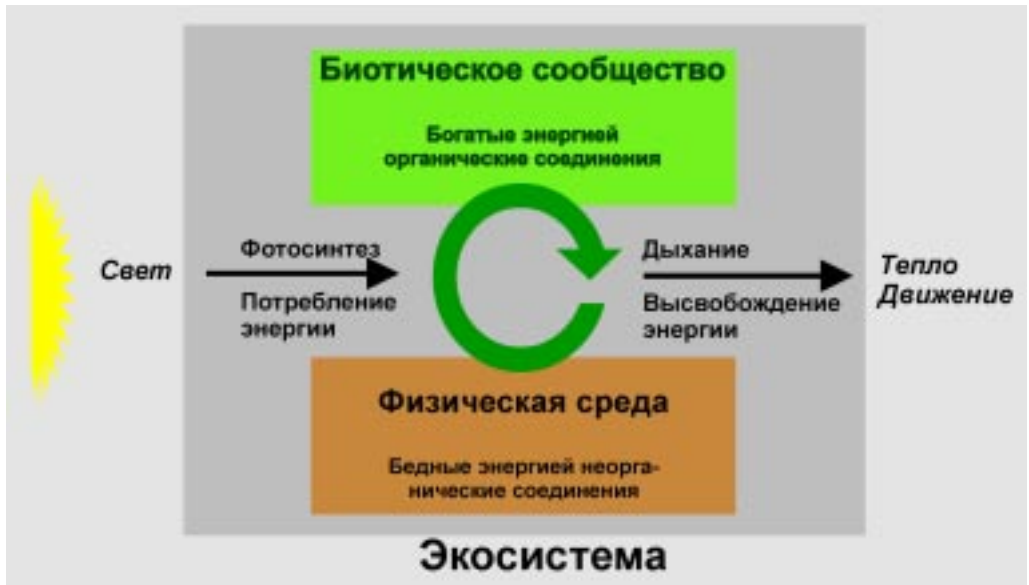 Биотическое сообщество
Богатые энергией
органические соединения
Свет
Фотосинтез
Потребление
энергии
Дыхание
Высвобождение
энергии
Тепло
Движение
Физическая среда
Бедные энергией неорга-
нические соединения
Экосистема